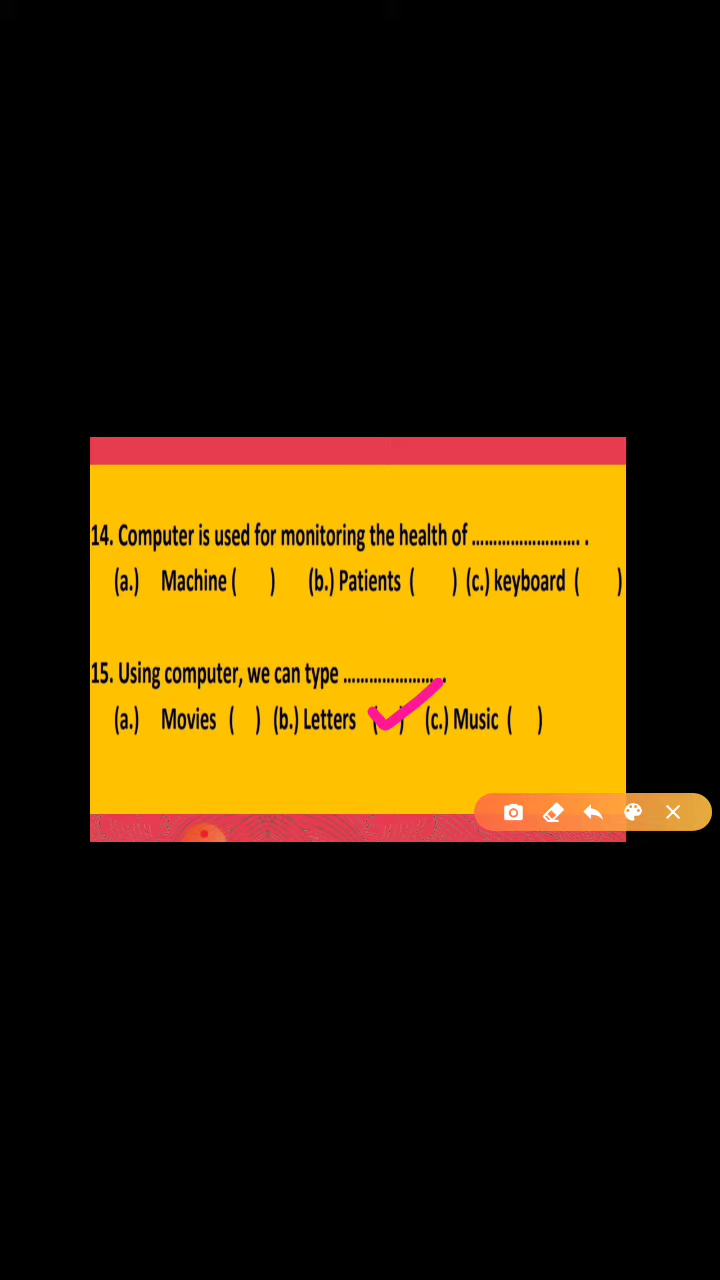 14. Computer is used for monitoring the health of ......................... .
(a.) Machine ( ) (b.) Patients ( ) (c.) keyboard ( )
15. Using computer, we can type ..................... .
(a.) Movies ( ) (b.) Letters ( ) (c.) Music ( )